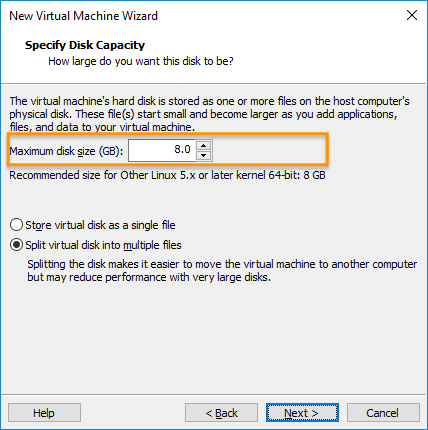 New Virtual Machine Wizard
Specify Disk Capacity
How large do you want this disk to be?
The virtual machine's hard disk is stored as one or more files on the host computer's
physical disk. These file(s) start small and become larger as you add applications,
files, and data to your virtual machine.
Maximum disk size (GB): 8.0
Recommended size for Other Linux 5.x or later kernel 64-bit: 8 GB
Store virtual disk as a single file
Split virtual disk into multiple files
Splitting the disk makes it easier to move the virtual machine to another computer
but may reduce performance with very large disks.
Help < Back Next > Cancel